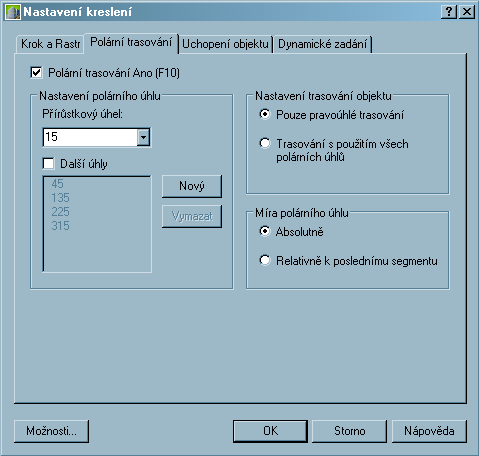 Nastavení kreslení
Krok a Rastr
Polární trasování
Uchopení objektu
Dynamické zadání
Polární trasování Ano (F10)
Nastavení polárního úhlu
Přírůstkový úhel:
15
Další úhly
45
135
225
315
Nový
Vymazat
Nastavení trasování objektu
Pouze pravoúhlé trasování
Trasování s použitím všech
polárních úhlů
Míra polárního úhlu
Absolutně
Relativně k poslednímu segmentu
Možnosti...
OK
Storno
Nápověda